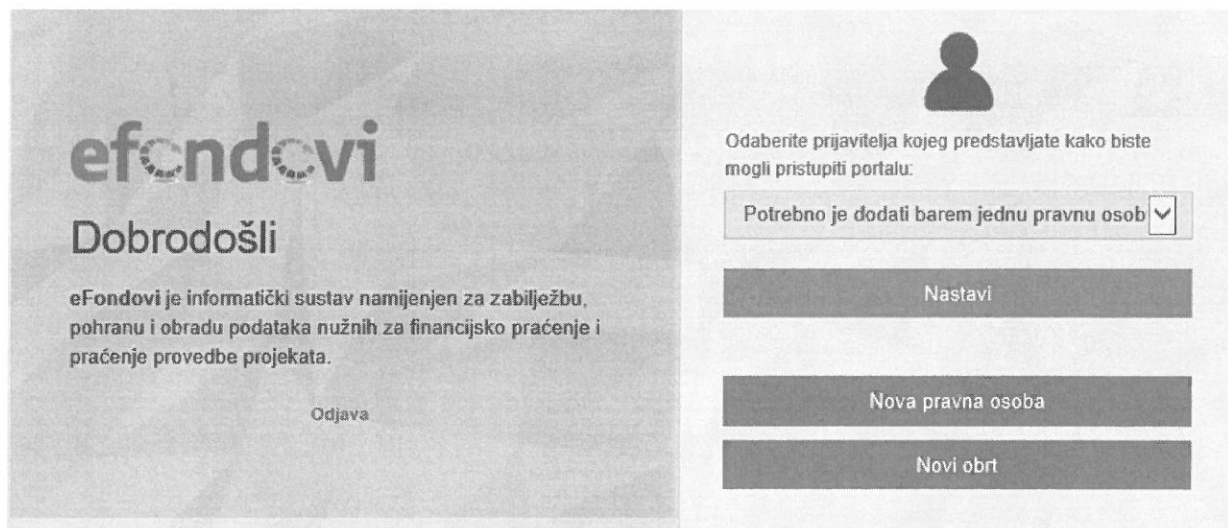 efondovi
Dobrodošli
eFondovi je informatički sustav namijenjen za zabilježbu,
pohranu i obradu podataka nužnih za financijsko praćenje i
praćenje provedbe projekata.
Odjava
Odaberite prijavitelja kojeg predstavljate kako biste
mogli pristupiti portalu:
Potrebno je dodati barem jednu pravnu osob
Nastavi
Nova pravna osoba
Novi obrt